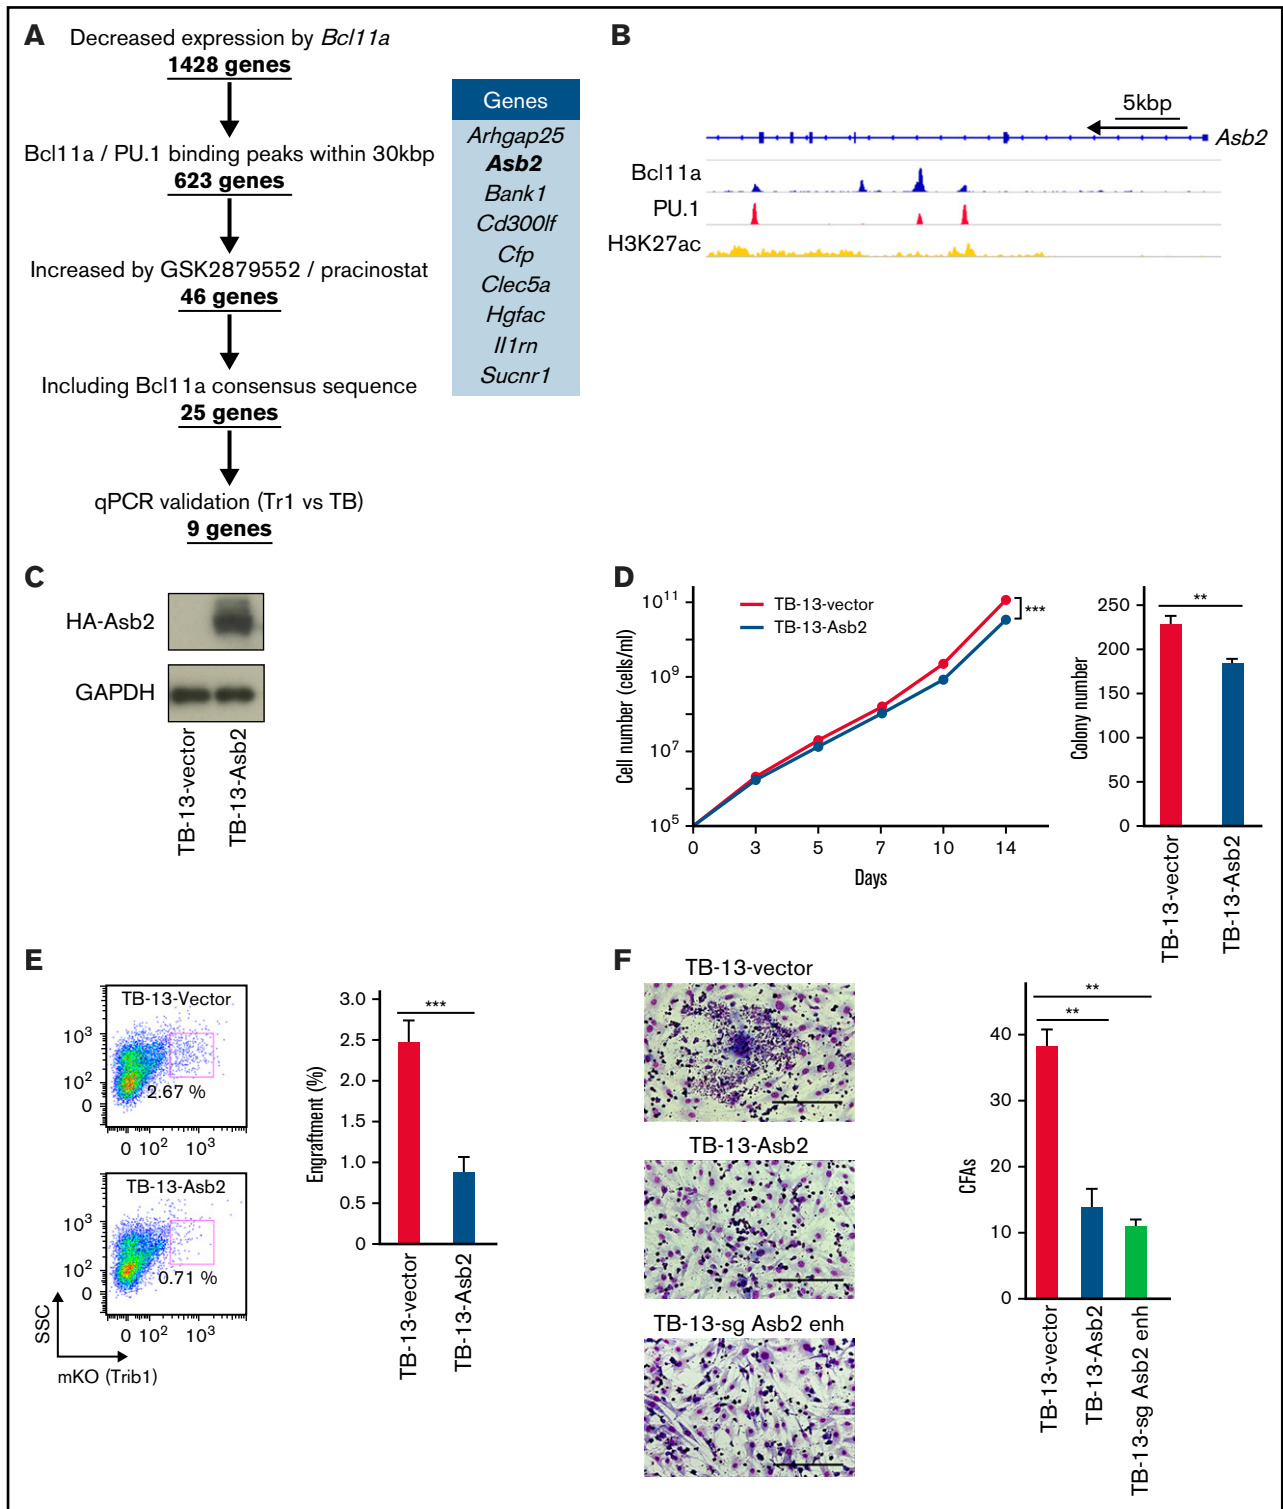 A
Decreased expression by Bcl11a
1428 genes
Bcl11a / PU.1 binding peaks within 30kbp
623 genes
Increased by GSK2879552 / pracinostat
46 genes
Including Bcl11a consensus sequence
25 genes
qPCR validation (Tr1 vs TB)
9 genes
Genes
Arhgap25
Asb2
Bank1
Cd300lf
Cfp
Clec5a
Hgfac
Il1rn
Sucnr1
B
5kbp
Asb2
Bcl11a
PU.1
H3K27ac
C
HA-Asb2
GAPDH
TB-13-vector
TB-13-Asb2
D
Cell number (cells/ml)
10^11
10^9
10^7
10^5
TB-13-vector
TB-13-Asb2
***
0 3 5 7 10 14
Days
Colony number
250
200
150
100
50
0
**
TB-13-vector
TB-13-Asb2
E
TB-13-Vector
10^3
10^2
0
2.67 %
0 10^2 10^3
TB-13-Asb2
10^3
10^2
0
0.71 %
0 10^2 10^3
SSC
mKO (Trib1)
Engraftment (%)
3.0
2.5
2.0
1.5
1.0
0.5
0
***
TB-13-vector
TB-13-Asb2
F
TB-13-vector
TB-13-Asb2
TB-13-sg Asb2 enh
CFAs
40
30
20
10
0
**
**
TB-13-vector
TB-13-Asb2
TB-13-sg Asb2 enh